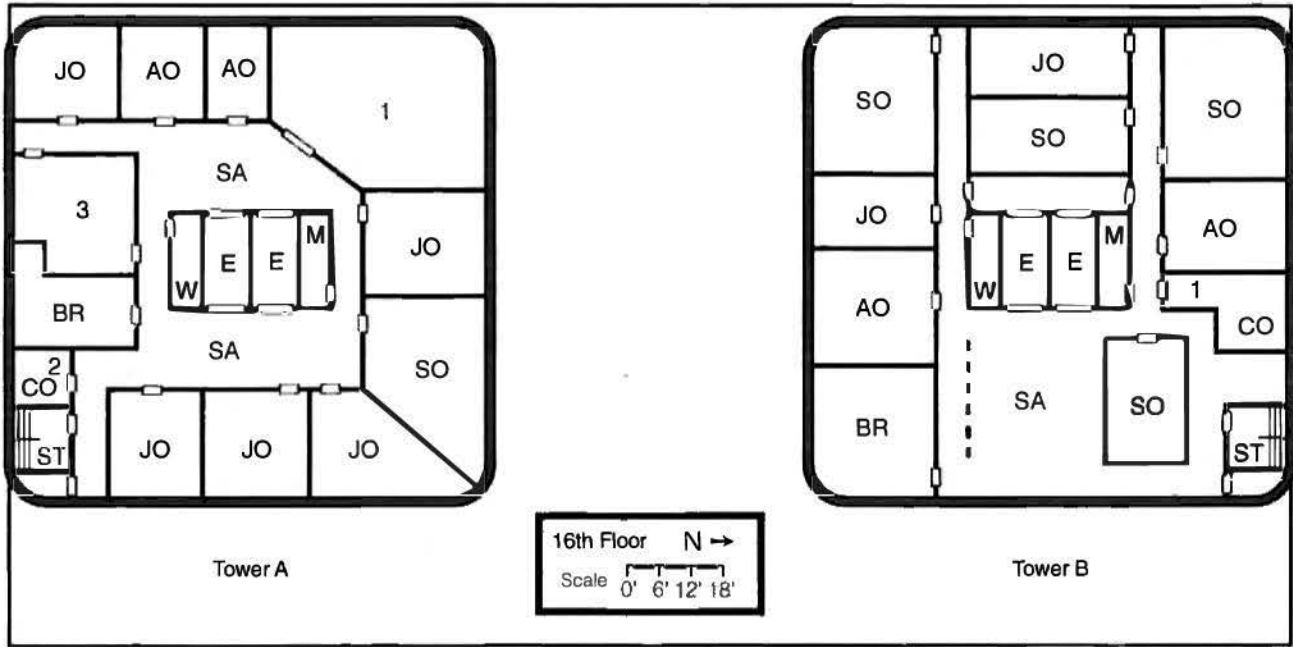 JO AO AO 1
SA
3
W E E M
JO
BR
SA
SO
2
CO
ST
JO JO JO
Tower A
SO
JO
SO
SO
JO
AO
W E E M
1
CO
AO
BR
SA
SO
ST
Tower B
16th Floor N →
Scale 0' 6' 12' 18'